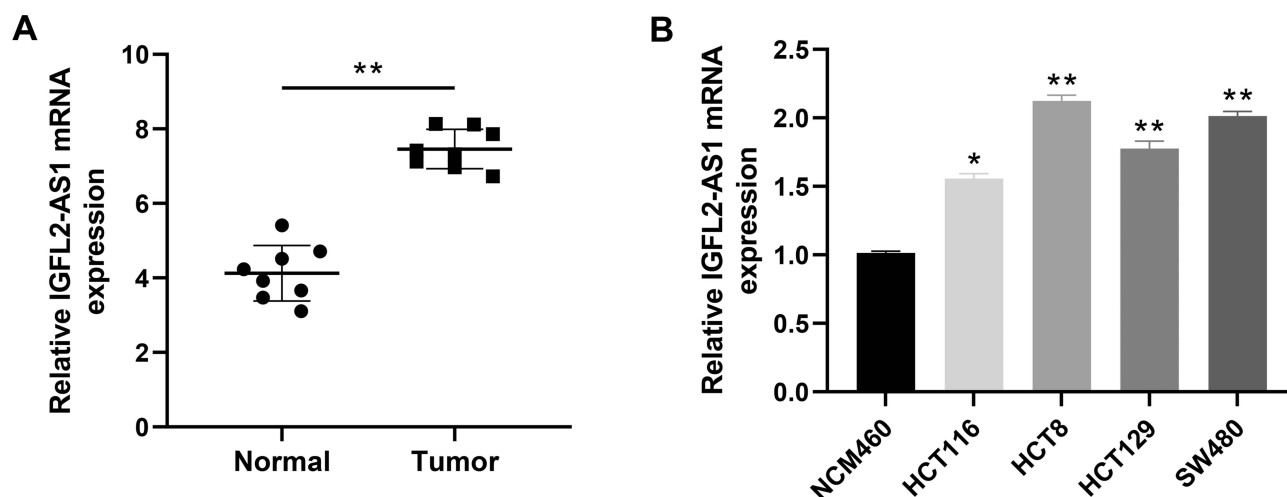 A
Relative IGFL2-AS1 mRNA
expression
10
8
6
4
2
0
**
Normal
Tumor
B
Relative IGFL2-AS1 mRNA
expression
2.5
2.0
1.5
1.0
0.5
0.0
*
**
**
**
NCM460
HCT116
HCT8
HCT129
SW480